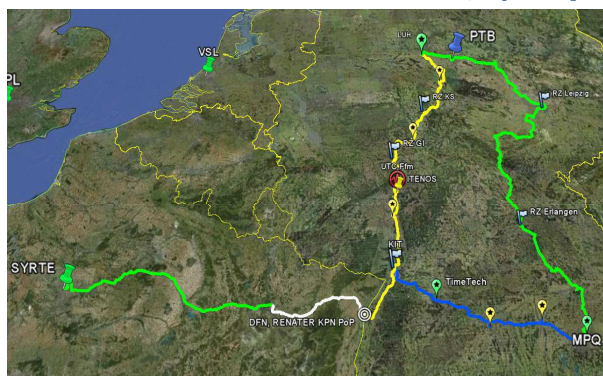 LUH
PTB
VSL
PL
RZ Leipzig
RZ KS
RZ GI
UTC Ffm
ITENOS
RZ Erlangen
KIT
SYRTE
TimeTech
DFN, RENATER KPN PoP
MPQ